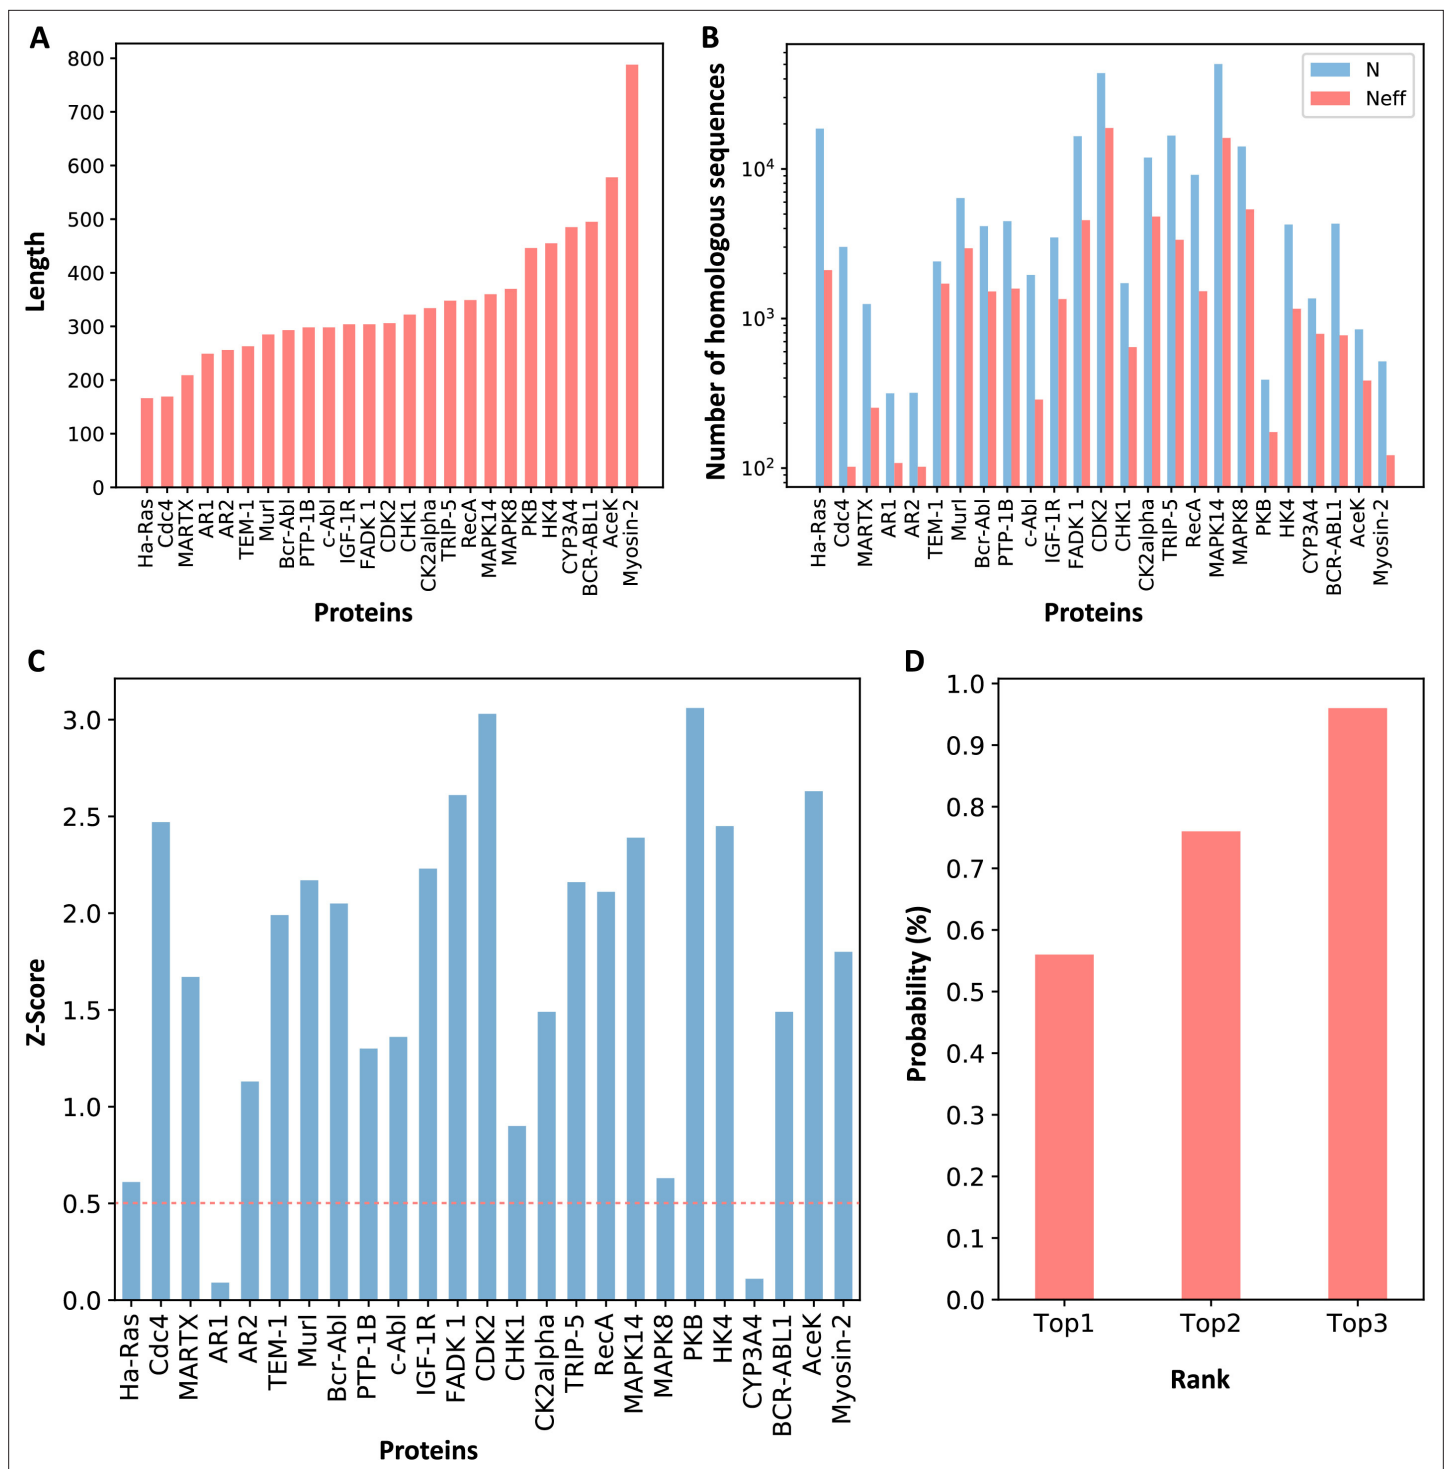 A
800
700
600
500
400
300
200
100
0
Length
Ha-Ras
Cdc4
MARTX
AR1
AR2
TEM-1
MurI
Bcr-Abl
PTP-1B
c-Abl
IGF-1R
FADK 1
CDK2
CHK1
CK2alpha
TRIP-5
RecA
MAPK14
MAPK8
PKB
HK4
CYP3A4
BCR-ABL1
AceK
Myosin-2
Proteins
B
N
Neff
10^4
10^3
10^2
Number of homologous sequences
Ha-Ras
Cdc4
MARTX
AR1
AR2
TEM-1
MurI
Bcr-Abl
PTP-1B
c-Abl
IGF-1R
FADK 1
CDK2
CHK1
CK2alpha
TRIP-5
RecA
MAPK14
MAPK8
PKB
HK4
CYP3A4
BCR-ABL1
AceK
Myosin-2
Proteins
C
3.0
2.5
2.0
1.5
1.0
0.5
0.0
Z-Score
Ha-Ras
Cdc4
MARTX
AR1
AR2
TEM-1
MurI
Bcr-Abl
PTP-1B
c-Abl
IGF-1R
FADK 1
CDK2
CHK1
CK2alpha
TRIP-5
RecA
MAPK14
MAPK8
PKB
HK4
CYP3A4
BCR-ABL1
AceK
Myosin-2
Proteins
D
1.0
0.9
0.8
0.7
0.6
0.5
0.4
0.3
0.2
0.1
0.0
Probability (%)
Top1
Top2
Top3
Rank